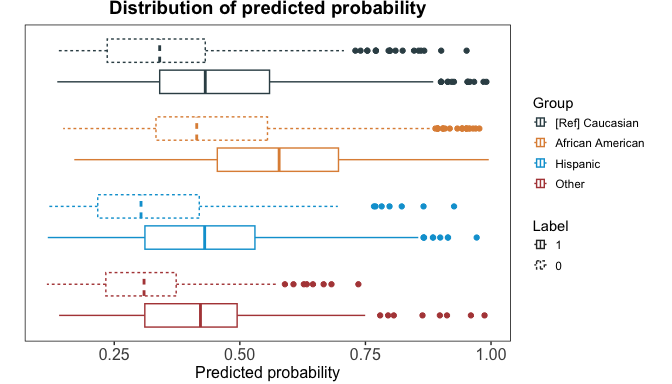 Distribution of predicted probability
Group
[Ref] Caucasian
African American
Hispanic
Other
Label
1
0
0.25 0.50 0.75 1.00
Predicted probability